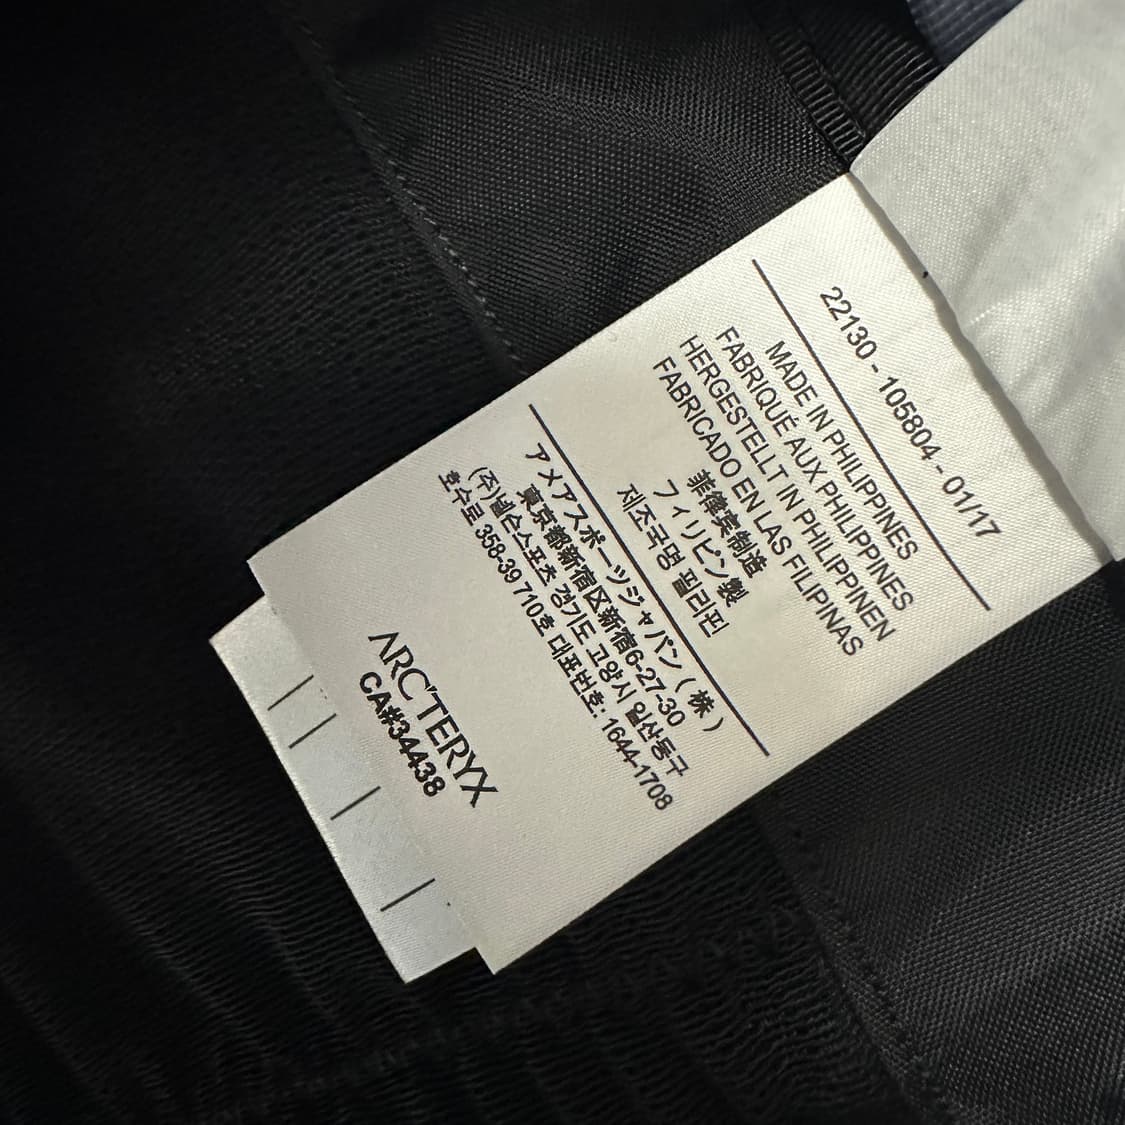 22130 - 105804 - 01/17
MADE IN PHILIPPINES
FABRIQUÉ AUX PHILIPPINES
HERGESTELLT IN PHILIPPINEN
FABRICADO EN LAS FILIPINAS
菲律宾制造
フィリピン製
제조국명 필리핀
アメアスポーツジャパン(株)
東京都新宿区新宿6-27-30
(주)넬슨스포츠 경기도 고양시 일산동구
호수로 358-39 710호 대표번호: 1644-1708
ARC'TERYX
CA#34438